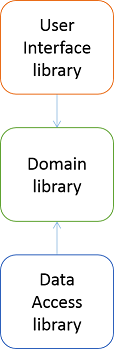 User
Interface
library
Domain
library
Data
Access
library